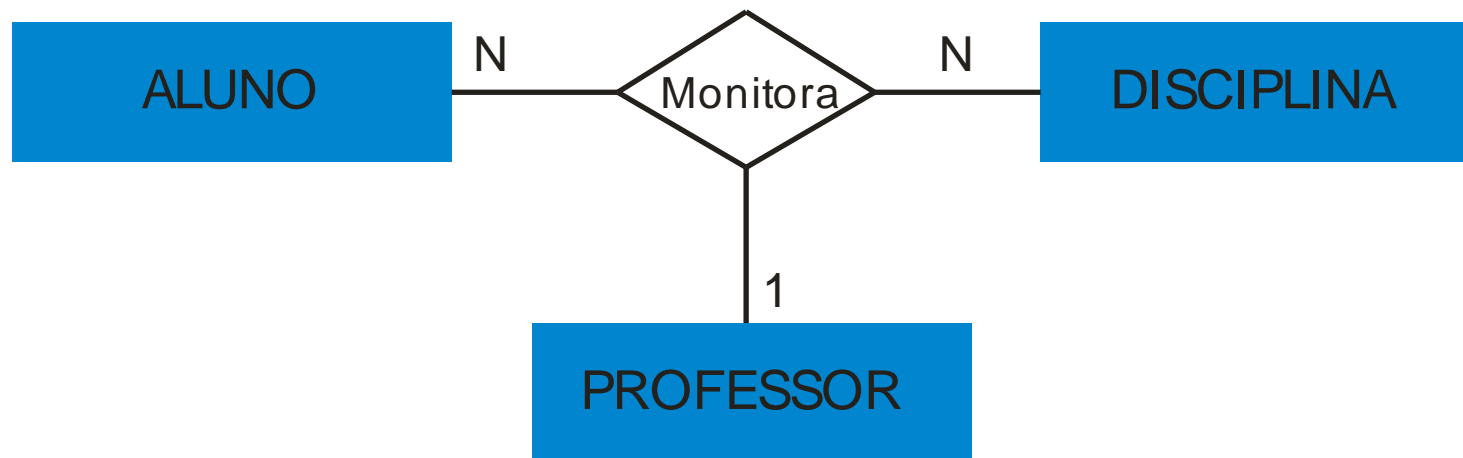 N
N
ALUNO
Monitora
DISCIPLINA
1
PROFESSOR